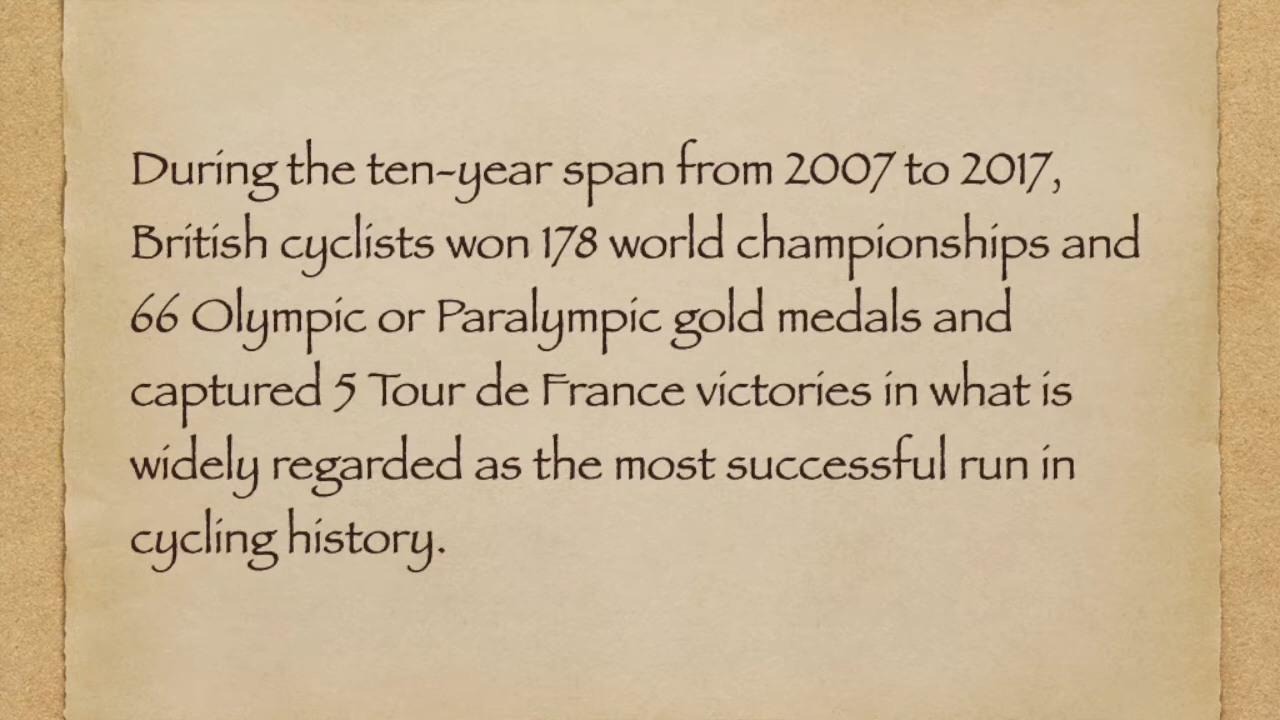 During the ten-year span from 2007 to 2017,
British cyclists won 178 world championships and
66 Olympic or Paralympic gold medals and
captured 5 Tour de France victories in what is
widely regarded as the most successful run in
cycling history.